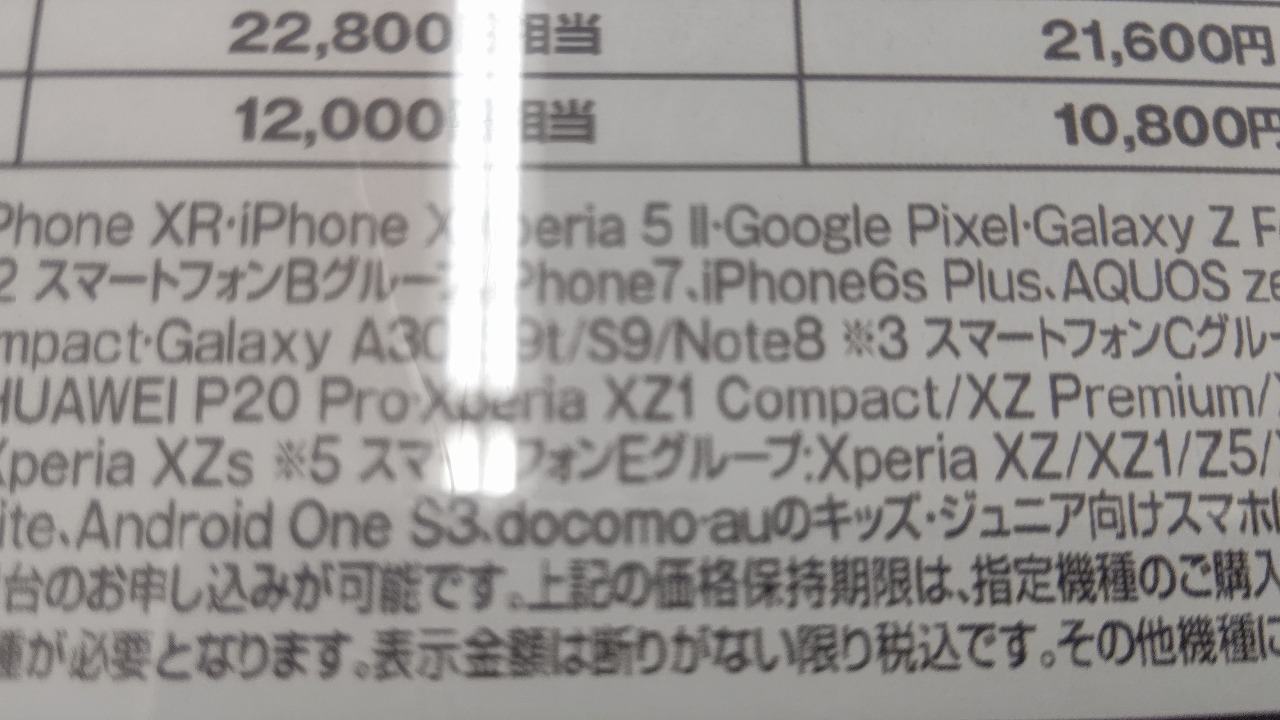 22,800 相当 21,600円
12,000 相当 10,800円
Phone XR・iPhone X peria 5 II・Google Pixel・Galaxy Z F
2 スマートフォンBグルー Phone7、iPhone6s Plus、AQUOS ze
mpact・Galaxy A30 9t/S9/Note8 ※3 スマートフォンCグルー
HUAWEI P20 Pro・Xperia XZ1 Compact/XZ Premium/
Xperia XZs ※5 スマ フォンEグループ:Xperia XZ/XZ1/Z5/
ite、Android One S3、docomo・auのキッズ・ジュニア向けスマホ
台のお申し込みが可能です。上記の価格保持期限は、指定機種のご購入
種が必要となります。表示金額は断りがない限り税込です。その他機種に